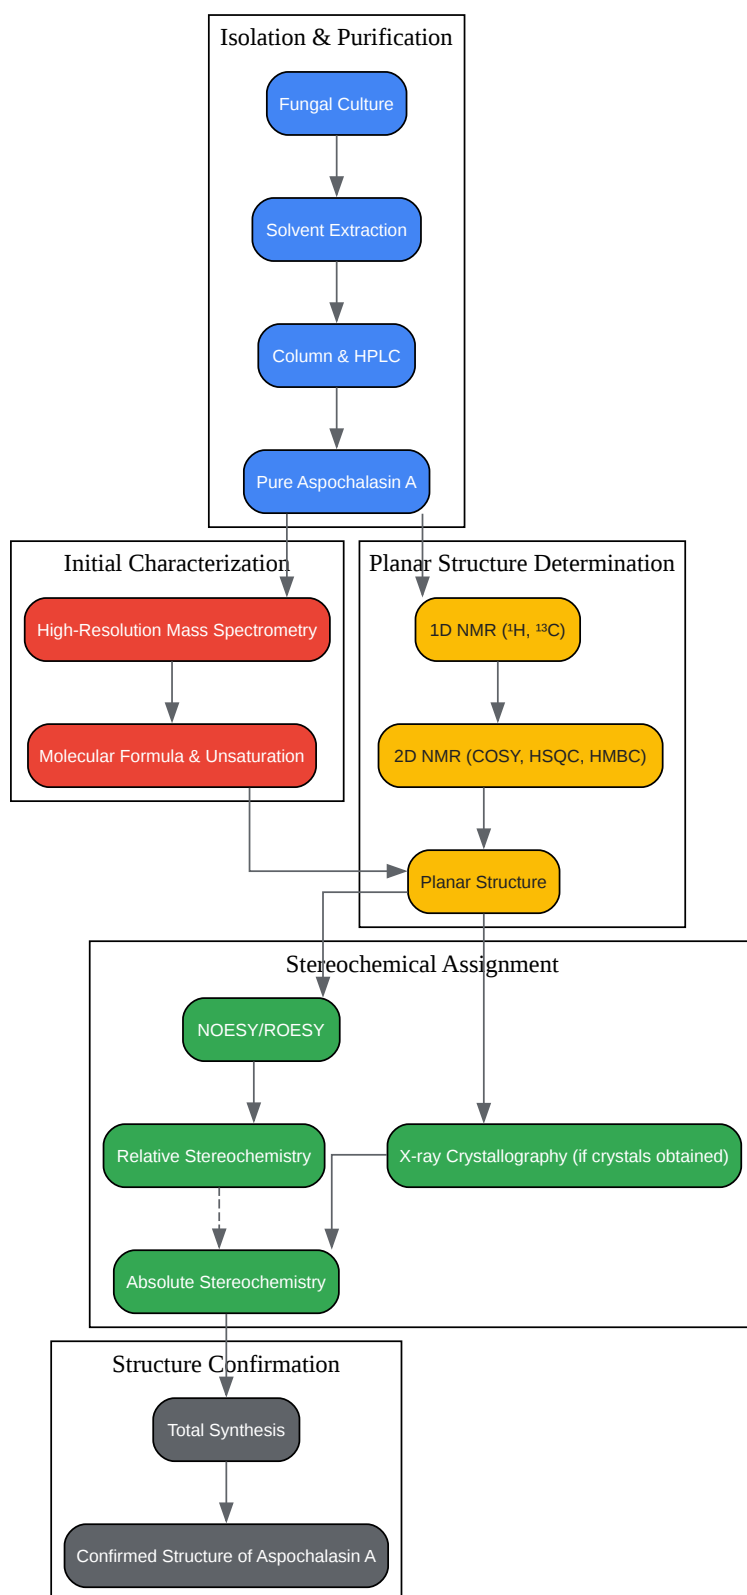 Isolation & Purification
Fungal Culture
Solvent Extraction
Column & HPLC
Pure Aspochalasin A
Initial Characterization
Planar Structure Determination
High-Resolution Mass Spectrometry
1D NMR (¹H, ¹³C)
Molecular Formula & Unsaturation
2D NMR (COSY, HSQC, HMBC)
Planar Structure
Stereochemical Assignment
NOESY/ROESY
Relative Stereochemistry
X-ray Crystallography (if crystals obtained)
Absolute Stereochemistry
Structure Confirmation
Total Synthesis
Confirmed Structure of Aspochalasin A